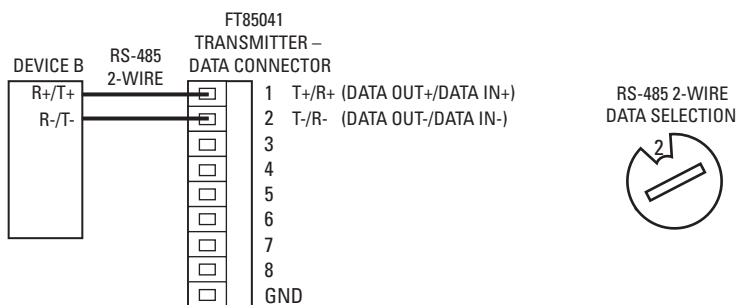 FT85041
TRANSMITTER –
DATA CONNECTOR
DEVICE B
RS-485
2-WIRE
R+/T+
R-/T-
1 T+/R+ (DATA OUT+/DATA IN+)
2 T-/R- (DATA OUT-/DATA IN-)
3
4
5
6
7
8
GND
RS-485 2-WIRE
DATA SELECTION
2